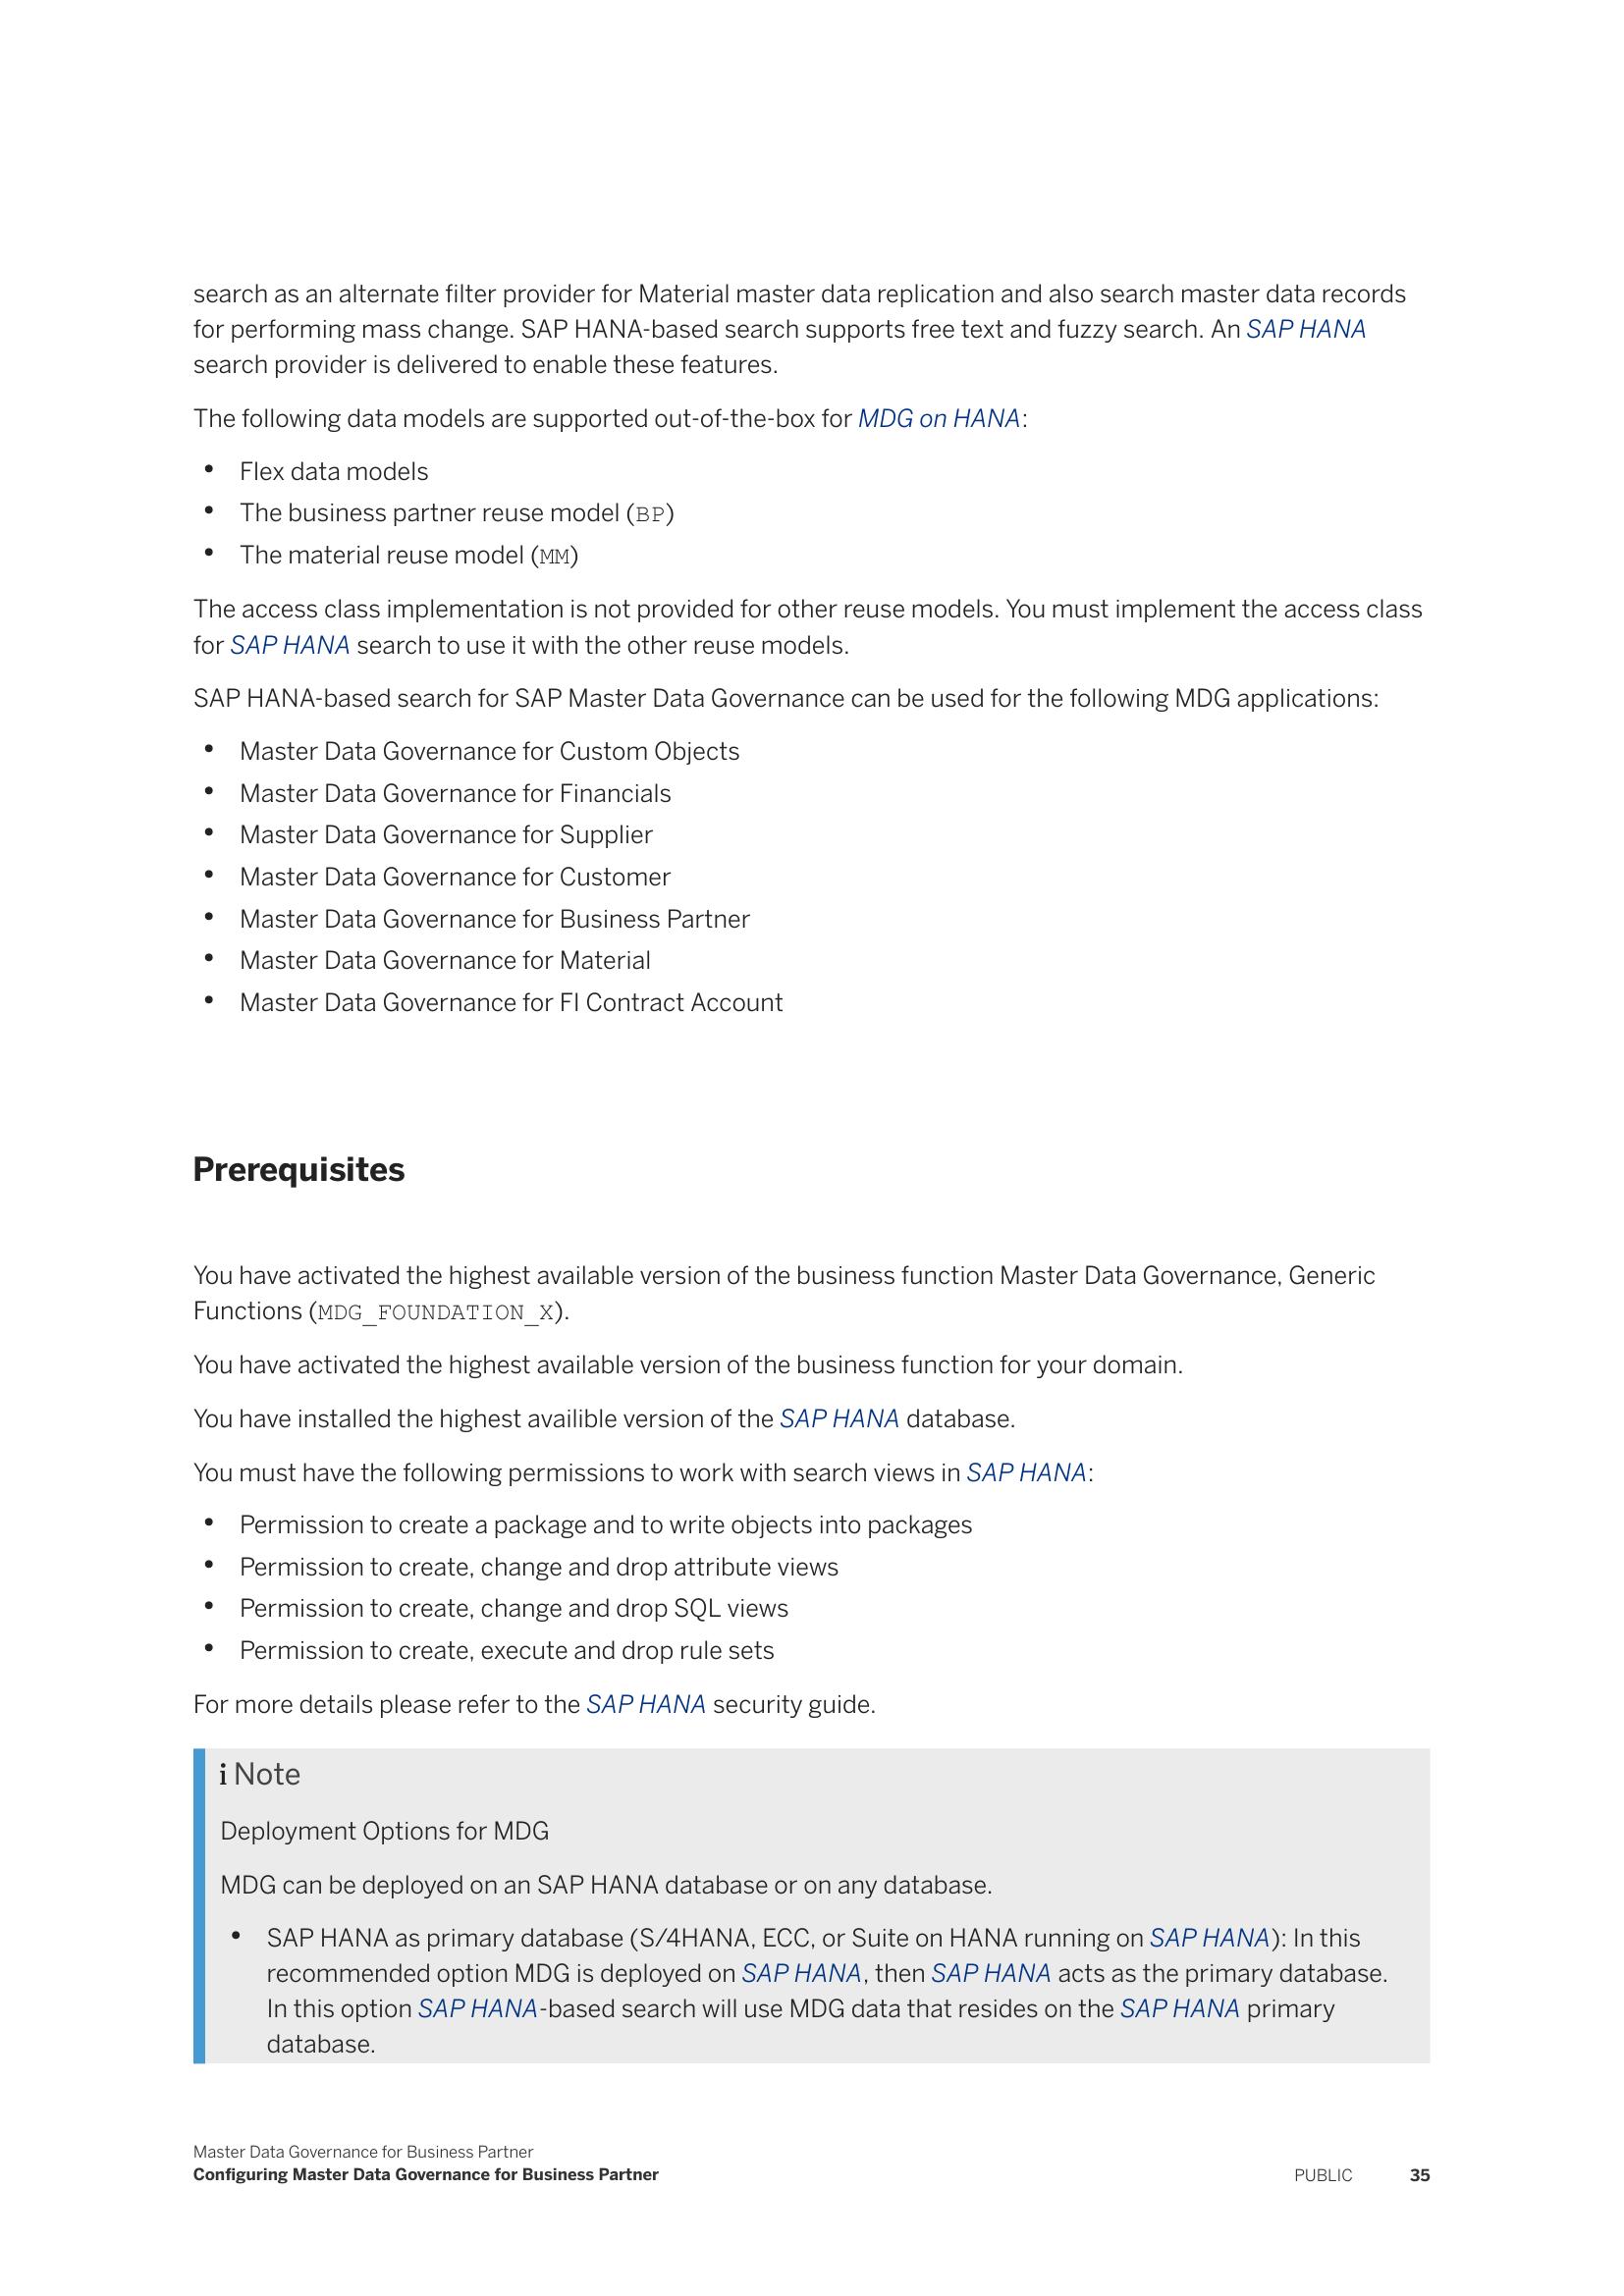 search as an alternate filter provider for Material master data replication and also search master data records
for performing mass change. SAP HANA-based search supports free text and fuzzy search. An SAP HANA
search provider is delivered to enable these features.
The following data models are supported out-of-the-box for MDG on HANA:
• Flex data models
• The business partner reuse model (BP)
• The material reuse model (MM)
The access class implementation is not provided for other reuse models. You must implement the access class
for SAP HANA search to use it with the other reuse models.
SAP HANA-based search for SAP Master Data Governance can be used for the following MDG applications:
• Master Data Governance for Custom Objects
• Master Data Governance for Financials
• Master Data Governance for Supplier
• Master Data Governance for Customer
• Master Data Governance for Business Partner
• Master Data Governance for Material
• Master Data Governance for FI Contract Account
Prerequisites
You have activated the highest available version of the business function Master Data Governance, Generic
Functions (MDG_FOUNDATION_X).
You have activated the highest available version of the business function for your domain.
You have installed the highest availible version of the SAP HANA database.
You must have the following permissions to work with search views in SAP HANA:
• Permission to create a package and to write objects into packages
• Permission to create, change and drop attribute views
• Permission to create, change and drop SQL views
• Permission to create, execute and drop rule sets
For more details please refer to the SAP HANA security guide.
i Note
Deployment Options for MDG
MDG can be deployed on an SAP HANA database or on any database.
• SAP HANA as primary database (S/4HANA, ECC, or Suite on HANA running on SAP HANA): In this
recommended option MDG is deployed on SAP HANA, then SAP HANA acts as the primary database.
In this option SAP HANA-based search will use MDG data that resides on the SAP HANA primary
database.
Master Data Governance for Business Partner
Configuring Master Data Governance for Business Partner
PUBLIC 35